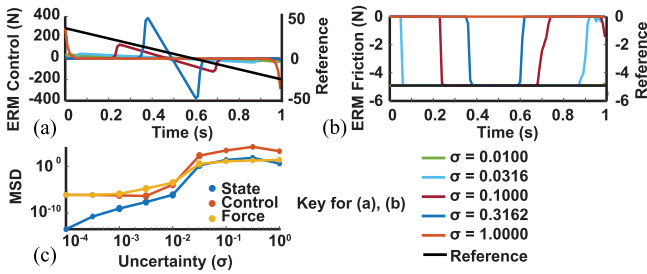 ERM Control (N)
400
200
0
-200
-400
50
0
-50
Reference
0 0.2 0.4 0.6 0.8 1
Time (s)
(a)
ERM Friction (N)
0
-2
-4
-6
0
-2
-4
-6
Reference
0 0.2 0.4 0.6 0.8 1
Time (s)
(b)
MSD
10^0
10^-10
State
Control
Force
10^-4 10^-3 10^-2 10^-1 10^0
Uncertainty (σ)
(c)
Key for (a), (b)
σ = 0.0100
σ = 0.0316
σ = 0.1000
σ = 0.3162
σ = 1.0000
Reference